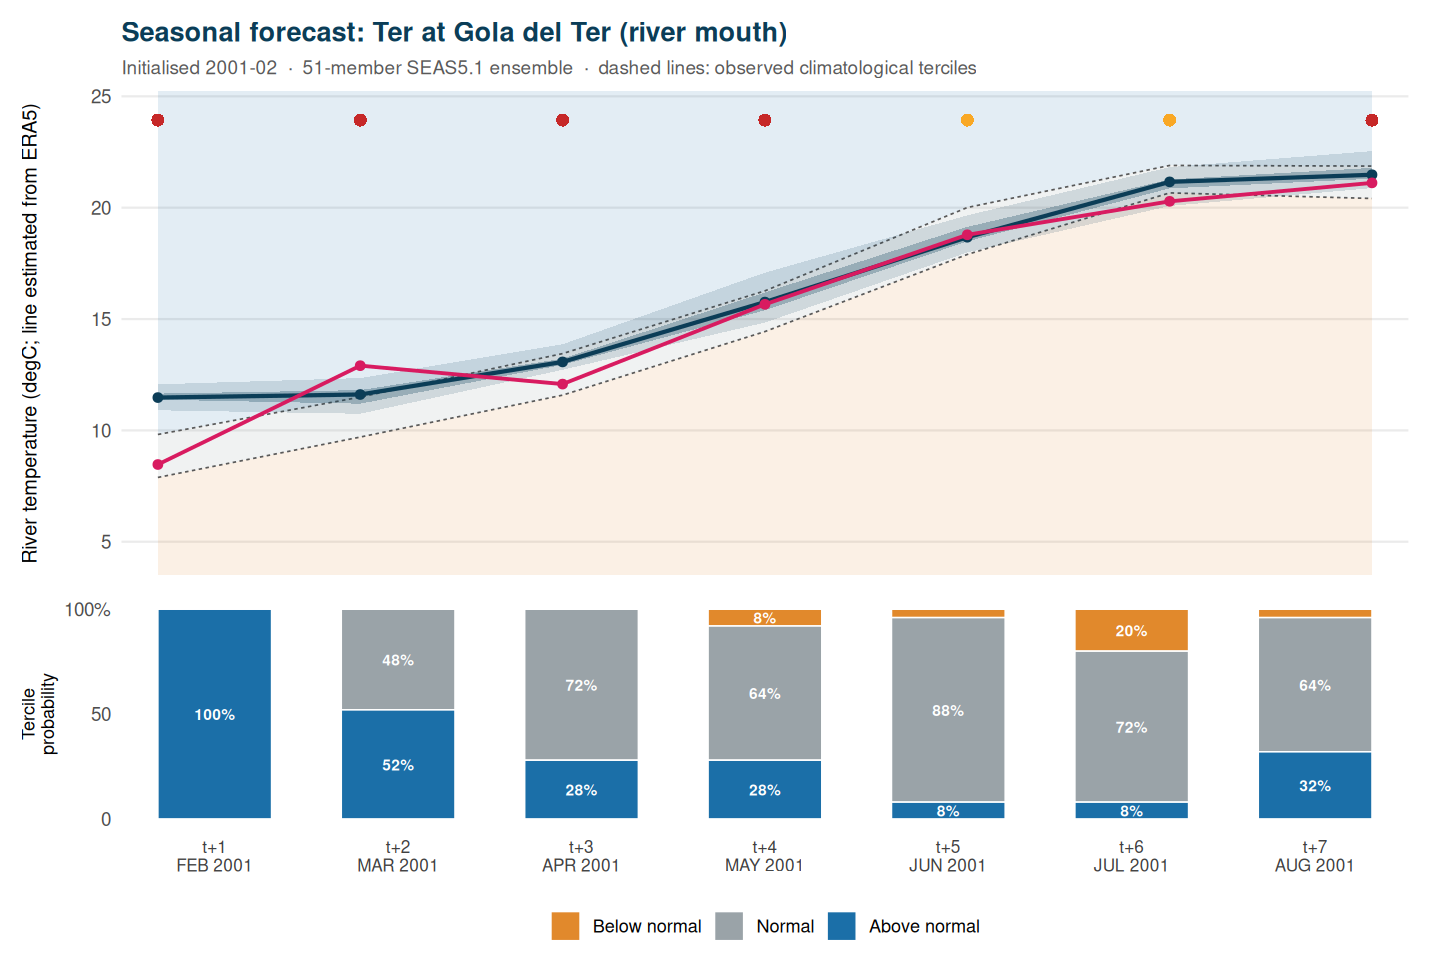 Seasonal forecast: Ter at Gola del Ter (river mouth)
Initialised 2001-02 · 51-member SEAS5.1 ensemble · dashed lines: observed climatological terciles
River temperature (degC; line estimated from ERA5)
25
20
15
10
5
Tercile
probability
100%
50
0
100%
48%
52%
72%
28%
8%
64%
28%
88%
8%
20%
72%
8%
64%
32%
t+1
FEB 2001
t+2
MAR 2001
t+3
APR 2001
t+4
MAY 2001
t+5
JUN 2001
t+6
JUL 2001
t+7
AUG 2001
Below normal
Normal
Above normal